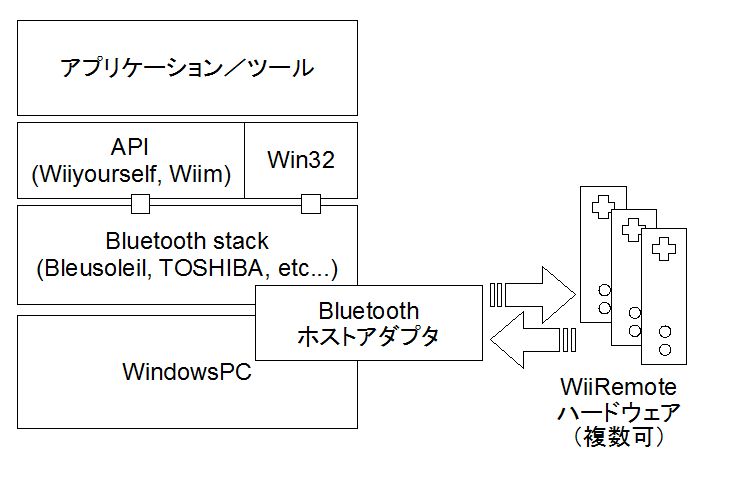 アプリケーション／ツール
API
(Wiiyourself, Wiim)
Win32
Bluetooth stack
(Bleusoleil, TOSHIBA, etc...)
Bluetooth
ホストアダプタ
WindowsPC
WiiRemote
ハードウェア
（複数可）